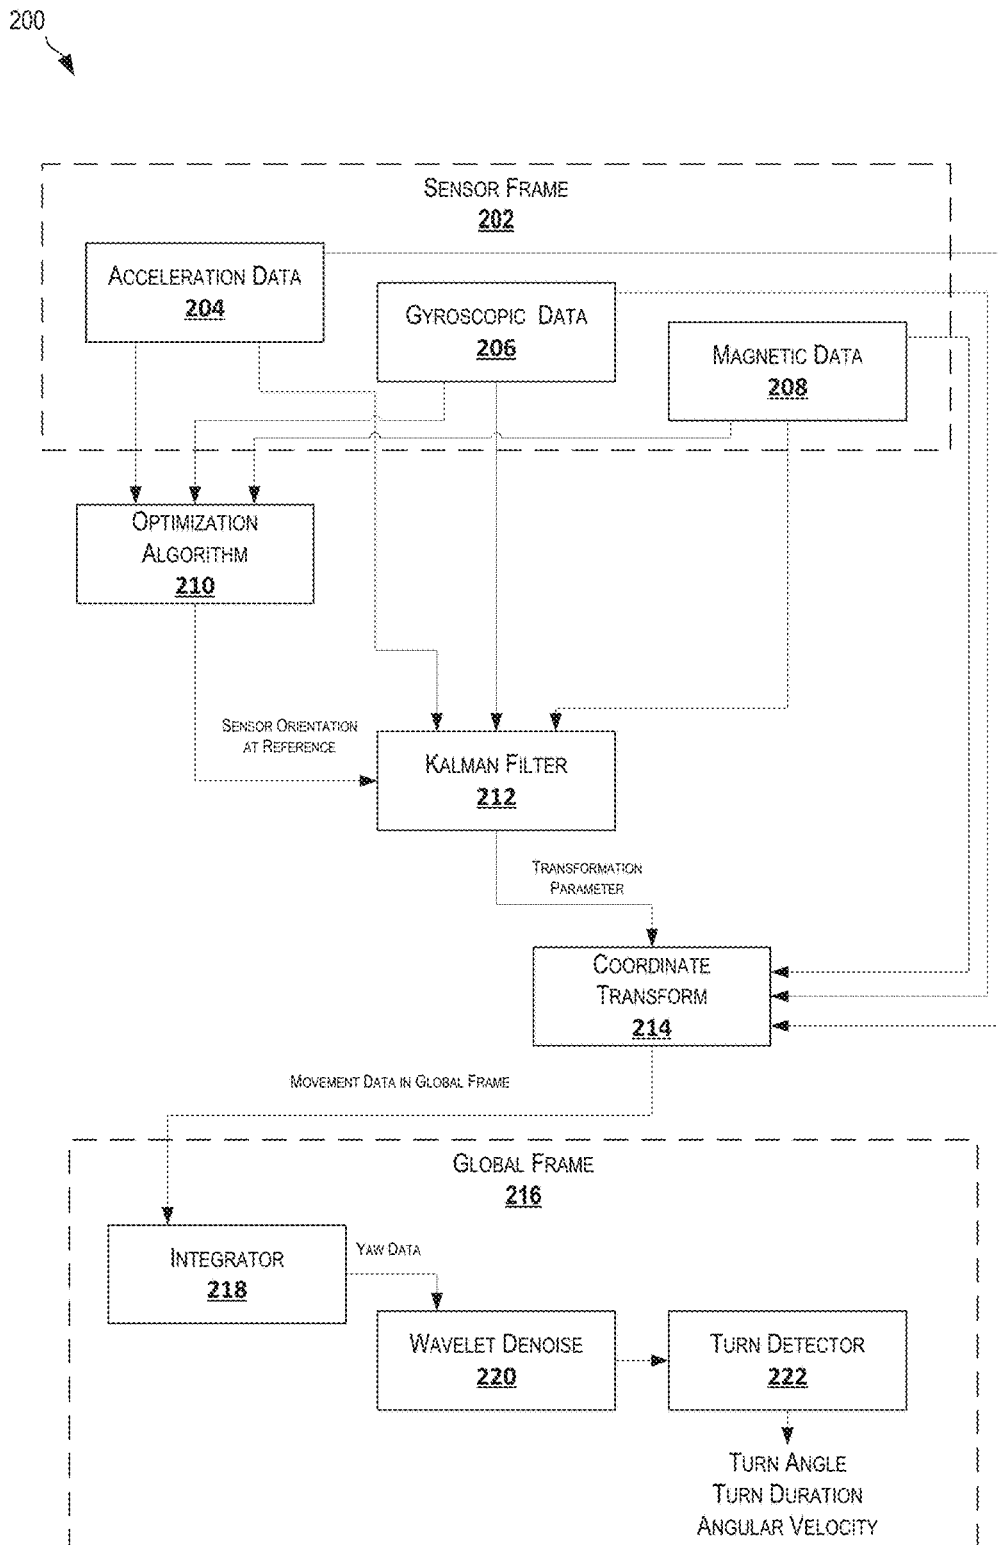 200
SENSOR FRAME
202
ACCELERATION DATA
204
GYROSCOPIC DATA
206
MAGNETIC DATA
208
OPTIMIZATION
ALGORITHM
210
SENSOR ORIENTATION
AT REFERENCE
KALMAN FILTER
212
TRANSFORMATION
PARAMETER
COORDINATE
TRANSFORM
214
MOVEMENT DATA IN GLOBAL FRAME
GLOBAL FRAME
216
INTEGRATOR
218
YAW DATA
WAVELET DENOISE
220
TURN DETECTOR
222
TURN ANGLE
TURN DURATION
ANGULAR VELOCITY